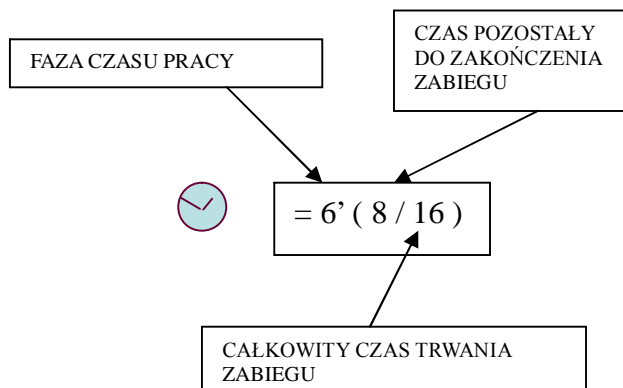 FAZA CZASU PRACY
CZAS POZOSTAŁY
DO ZAKOŃCZENIA
ZABIEGU
= 6’ ( 8 / 16 )
CAŁKOWITY CZAS TRWANIA
ZABIEGU